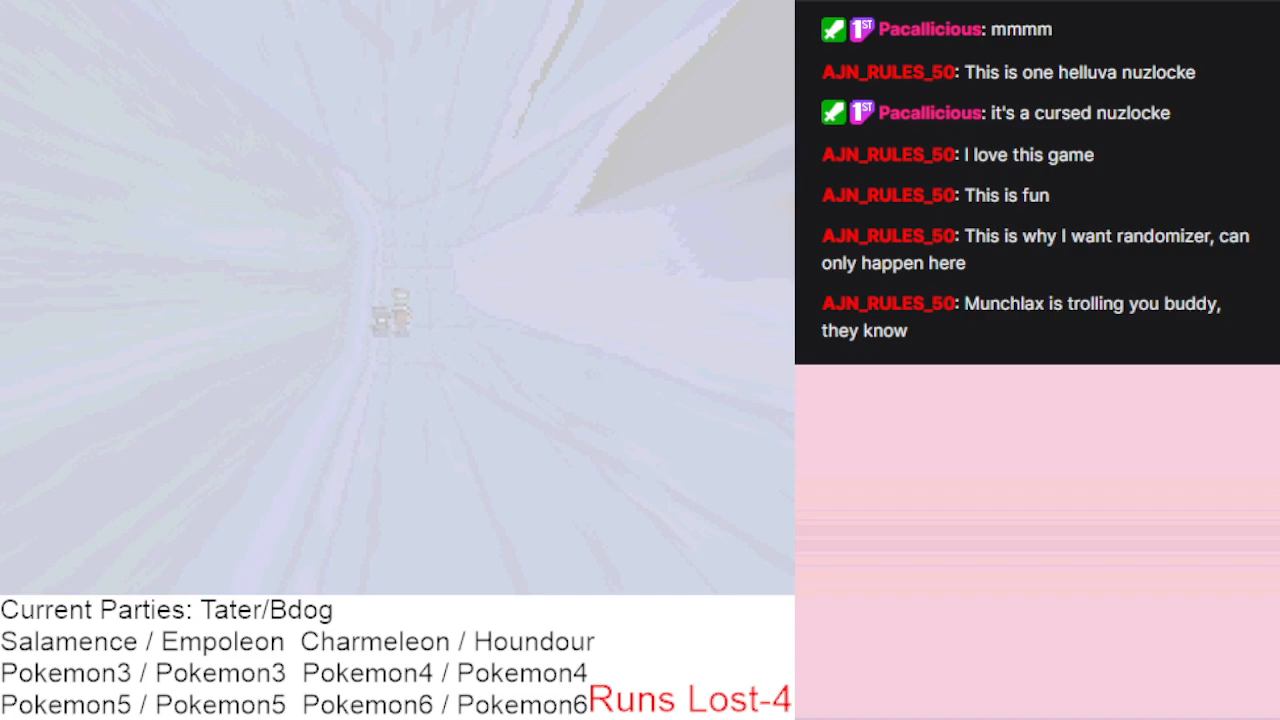 1ST Pacallicious: mmmm
AJN_RULES_50: This is one helluva nuzlocke
1ST Pacallicious: it's a cursed nuzlocke
AJN_RULES_50: I love this game
AJN_RULES_50: This is fun
AJN_RULES_50: This is why I want randomizer, can
only happen here
AJN_RULES_50: Munchlax is trolling you buddy,
they know
Current Parties: Tater/Bdog
Salamence / Empoleon Charmeleon / Houndour
Pokemon3 / Pokemon3 Pokemon4 / Pokemon4
Pokemon5 / Pokemon5 Pokemon6 / Pokemon6
Runs Lost-4